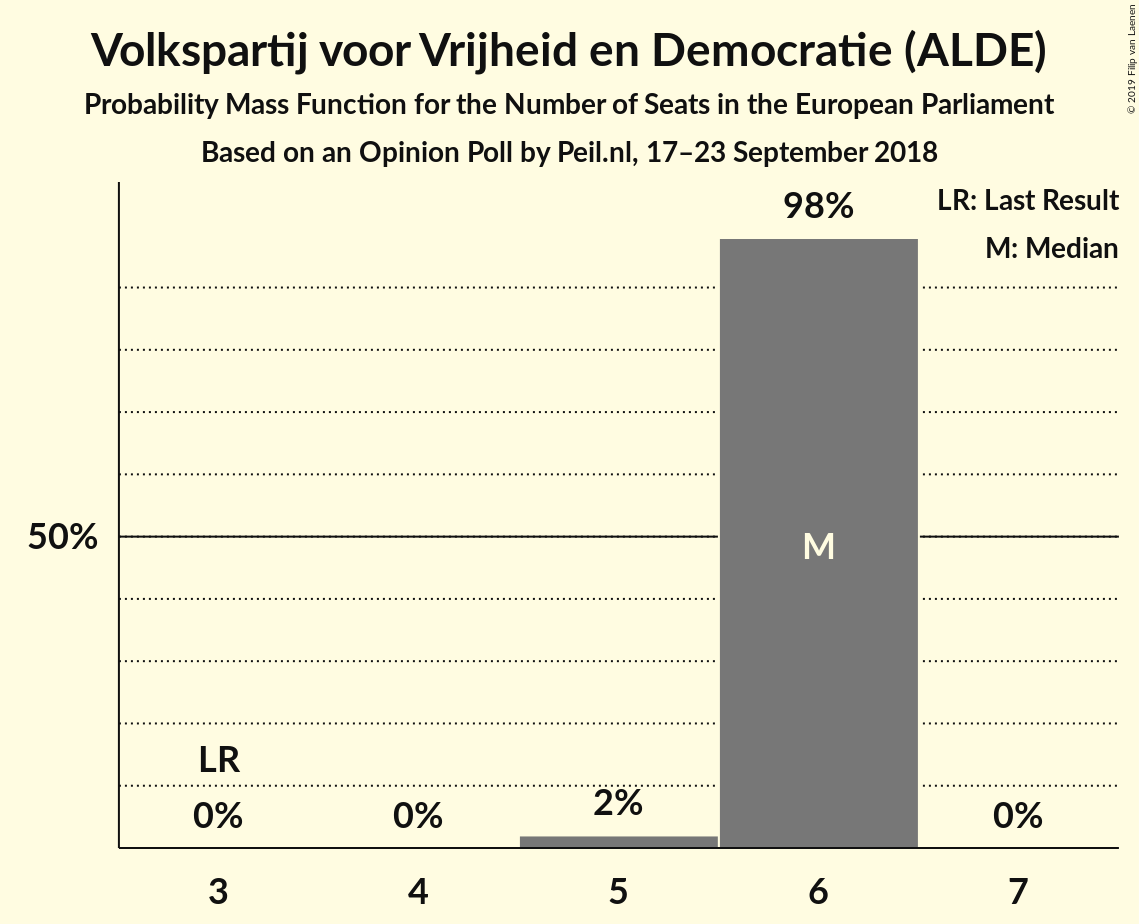 Volkspartij voor Vrijheid en Democratie (ALDE)
Probability Mass Function for the Number of Seats in the European Parliament
Based on an Opinion Poll by Peil.nl, 17–23 September 2018
© 2019 Filip van Laenen
LR: Last Result
M: Median
98%
50%
M
LR
0%
0%
2%
0%
3
4
5
6
7